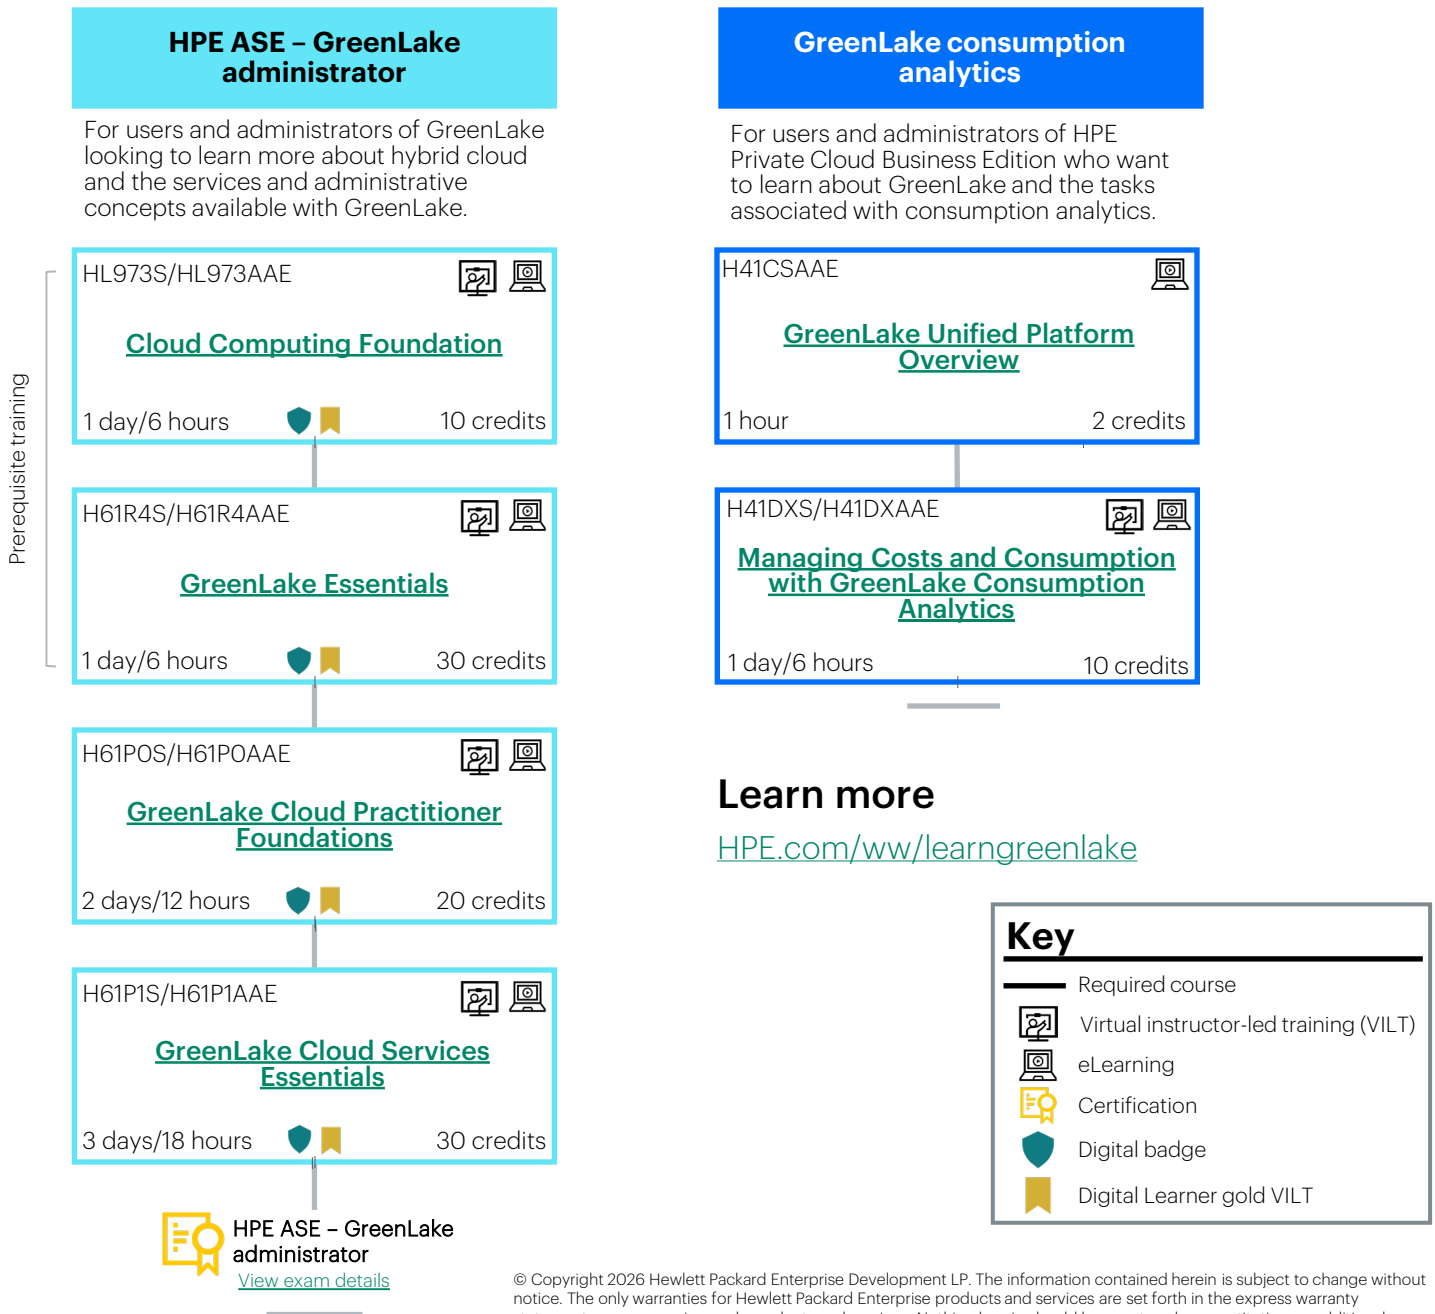 HPE ASE – GreenLake
administrator
For users and administrators of GreenLake
looking to learn more about hybrid cloud
and the services and administrative
concepts available with GreenLake.
Prerequisite training
HL973S/HL973AAE
Cloud Computing Foundation
1 day/6 hours
10 credits
H61R4S/H61R4AAE
GreenLake Essentials
1 day/6 hours
30 credits
H61P0S/H61P0AAE
GreenLake Cloud Practitioner
Foundations
2 days/12 hours
20 credits
H61P1S/H61P1AAE
GreenLake Cloud Services
Essentials
3 days/18 hours
30 credits
HPE ASE – GreenLake
administrator
View exam details
GreenLake consumption
analytics
For users and administrators of HPE
Private Cloud Business Edition who want
to learn about GreenLake and the tasks
associated with consumption analytics.
H41CSAAE
GreenLake Unified Platform
Overview
1 hour
2 credits
H41DXS/H41DXAAE
Managing Costs and Consumption
with GreenLake Consumption
Analytics
1 day/6 hours
10 credits
Learn more
HPE.com/ww/learngreenlake
Key
Required course
Virtual instructor-led training (VILT)
eLearning
Certification
Digital badge
Digital Learner gold VILT
© Copyright 2026 Hewlett Packard Enterprise Development LP. The information contained herein is subject to change without
notice. The only warranties for Hewlett Packard Enterprise products and services are set forth in the express warranty